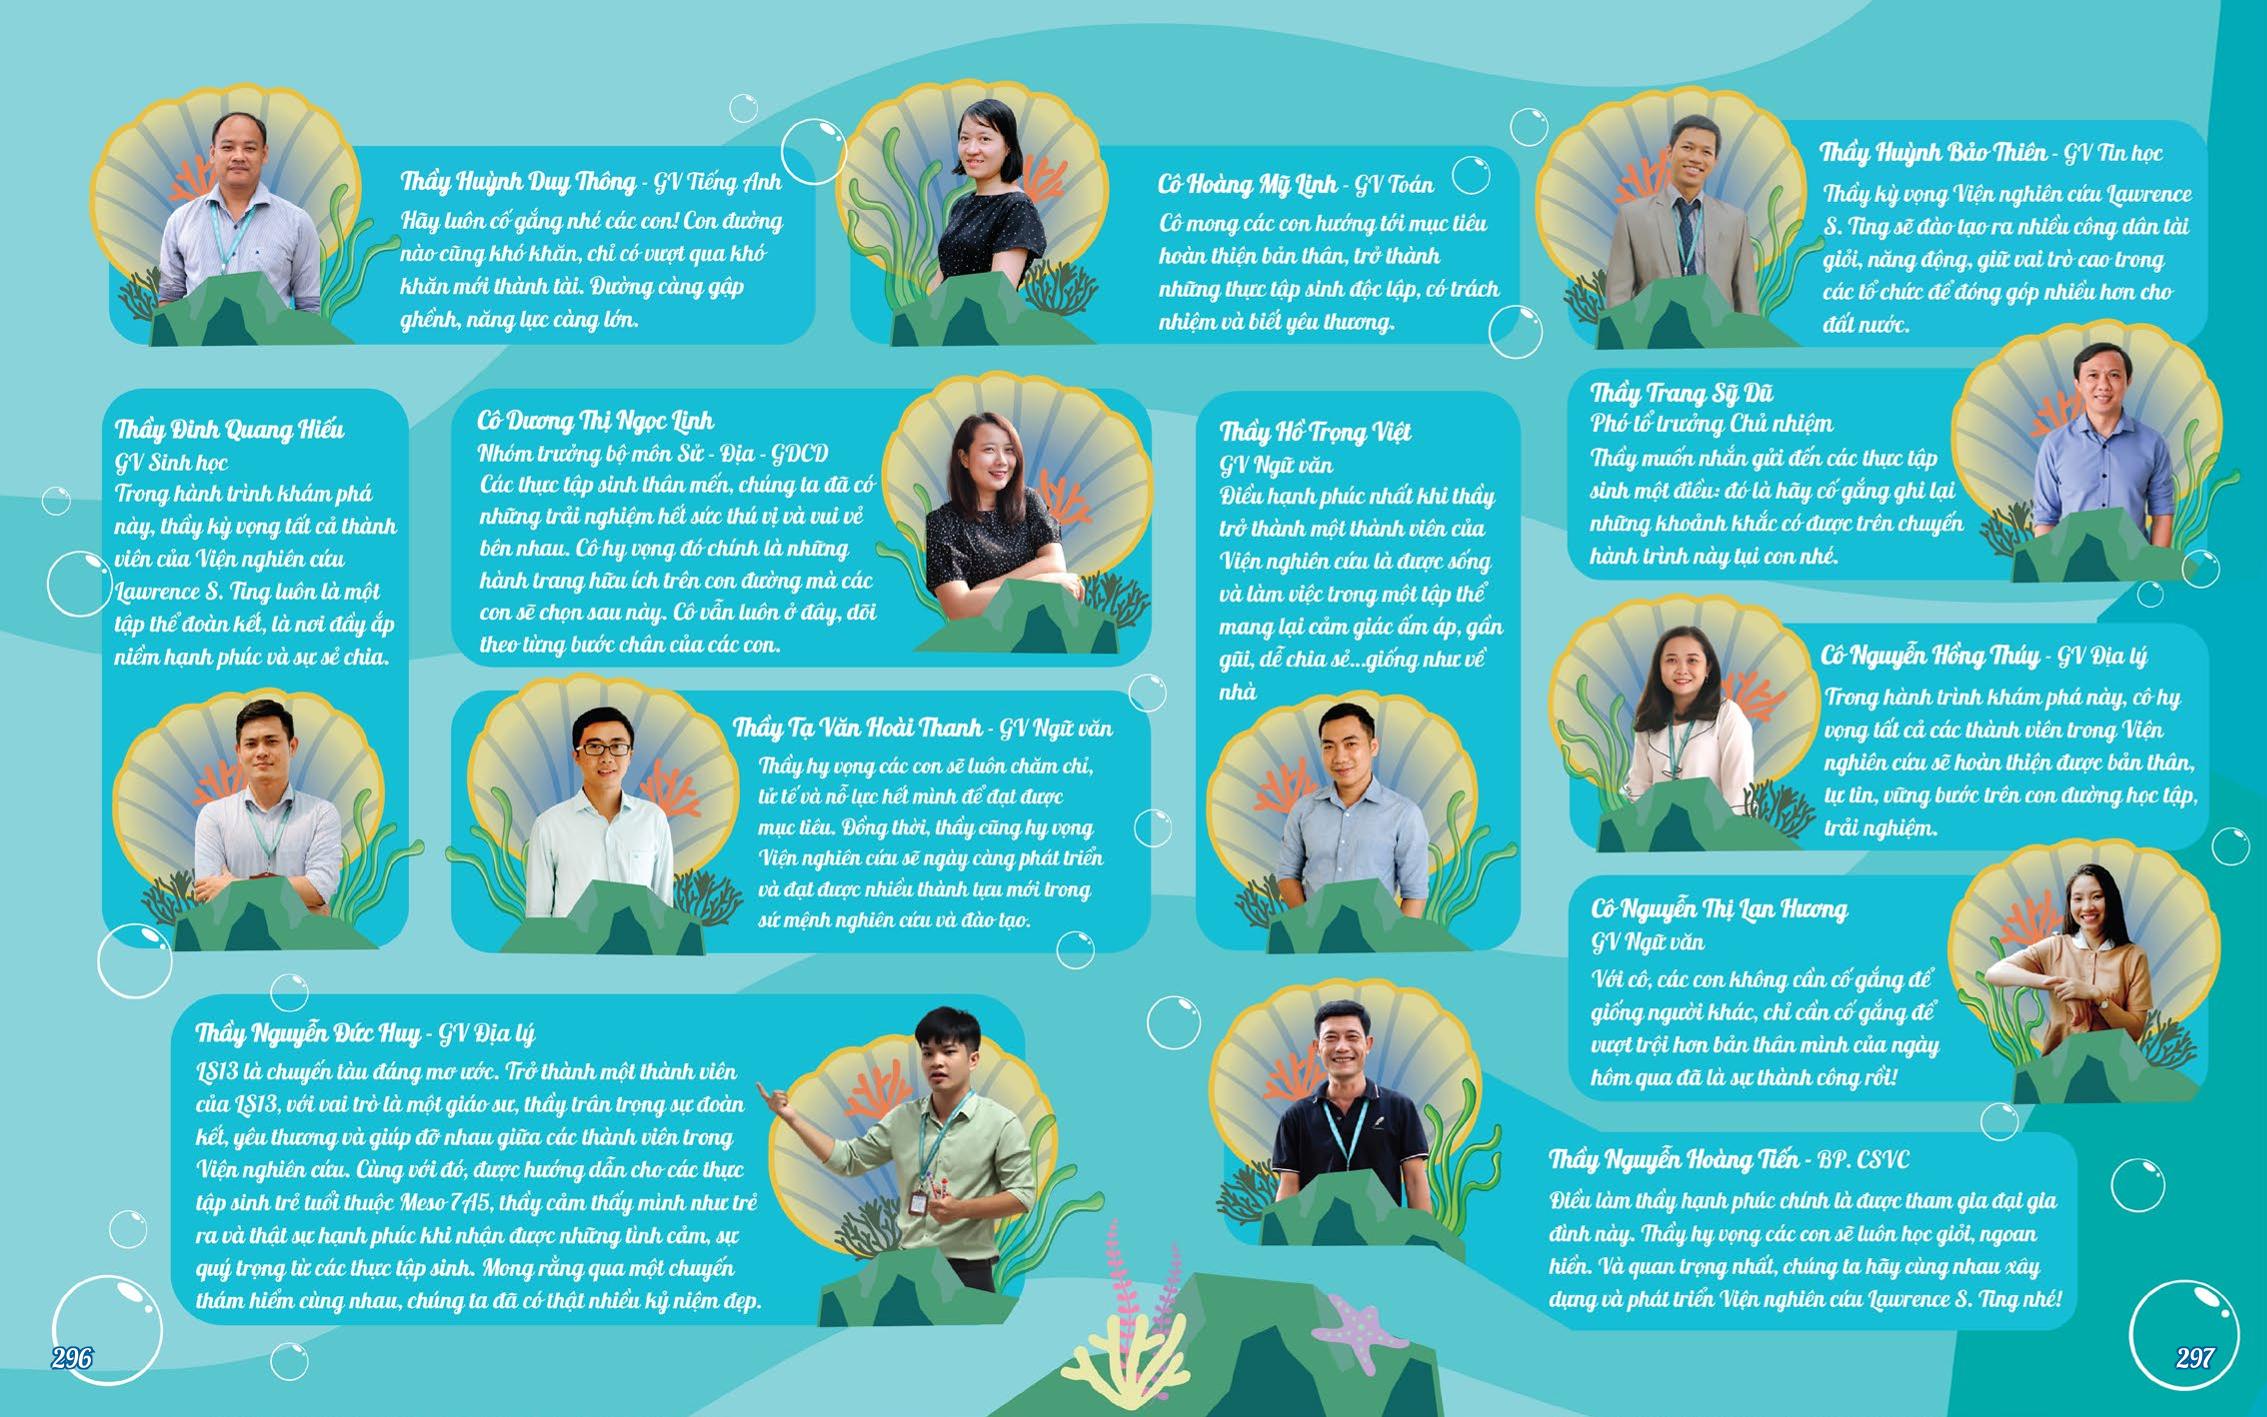 Thầy Huỳnh Duy Thông - GV Tiếng Anh
Hãy luôn cố gắng nhé các con! Con đường
nào cũng khó khăn, chỉ có vượt qua khó
khăn mới thành tài. Đường càng gập
ghềnh, năng lực càng lớn.
Cô Hoàng Mỹ Linh - GV Toán
Cô mong các con hướng tới mục tiêu
hoàn thiện bản thân, trở thành
những thực tập sinh độc lập, có trách
nhiệm và biết yêu thương.
Thầy Huỳnh Bảo Thiên - GV Tin học
Thầy kỳ vọng Viện nghiên cứu Lawrence
S. Ting sẽ đào tạo ra nhiều công dân tài
giỏi, năng động, giữ vai trò cao trong
các tổ chức để đóng góp nhiều hơn cho
đất nước.
Thầy Đinh Quang Hiếu
GV Sinh học
Trong hành trình khám phá
này, thầy kỳ vọng tất cả thành
viên của Viện nghiên cứu
Lawrence S. Ting luôn là một
tập thể đoàn kết, là nơi đầy ắp
niềm hạnh phúc và sự sẻ chia.
Cô Dương Thị Ngọc Linh
Nhóm trưởng bộ môn Sử - Địa - GDCD
Các thực tập sinh thân mến, chúng ta đã có
những trải nghiệm hết sức thú vị và vui vẻ
bên nhau. Cô hy vọng đó chính là những
hành trang hữu ích trên con đường mà các
con sẽ chọn sau này. Cô vẫn luôn ở đây, dõi
theo từng bước chân của các con.
Thầy Hồ Trọng Việt
GV Ngữ văn
Điều hạnh phúc nhất khi thầy
trở thành một thành viên của
Viện nghiên cứu là được sống
và làm việc trong một tập thể
mang lại cảm giác ấm áp, gần
gũi, dễ chia sẻ...giống như về
nhà
Thầy Trang Sỹ Dũ
Phó tổ trưởng Chủ nhiệm
Thầy muốn nhắn gửi đến các thực tập
sinh một điều: đó là hãy cố gắng ghi lại
những khoảnh khắc có được trên chuyến
hành trình này tụi con nhé.
Thầy Tạ Văn Hoài Thanh - GV Ngữ văn
Thầy hy vọng các con sẽ luôn chăm chỉ,
tử tế và nỗ lực hết mình để đạt được
mục tiêu. Đồng thời, thầy cũng hy vọng
Viện nghiên cứu sẽ ngày càng phát triển
và đạt được nhiều thành tựu mới trong
sứ mệnh nghiên cứu và đào tạo.
Cô Nguyễn Hồng Thúy - GV Địa lý
Trong hành trình khám phá này, cô hy
vọng tất cả các thành viên trong Viện
nghiên cứu sẽ hoàn thiện được bản thân,
tự tin, vững bước trên con đường học tập,
trải nghiệm.
Cô Nguyễn Thị Lan Hương
GV Ngữ văn
Với cô, các con không cần cố gắng để
giống người khác, chỉ cần cố gắng để
vượt trội hơn bản thân mình của ngày
hôm qua đã là sự thành công rồi!
Thầy Nguyễn Đức Huy - GV Địa lý
LS13 là chuyến tàu đáng mơ ước. Trở thành một thành viên
của LS13, với vai trò là một giáo sư, thầy trân trọng sự đoàn
kết, yêu thương và giúp đỡ nhau giữa các thành viên trong
Viện nghiên cứu. Cùng với đó, được hướng dẫn cho các thực
tập sinh trẻ tuổi thuộc Meso 7A5, thầy cảm thấy mình như trẻ
ra và thật sự hạnh phúc khi nhận được những tình cảm, sự
quý trọng từ các thực tập sinh. Mong rằng qua một chuyến
thám hiểm cùng nhau, chúng ta đã có thật nhiều kỷ niệm đẹp.
Thầy Nguyễn Hoàng Tiến - BP. CSVC
Điều làm thầy hạnh phúc chính là được tham gia đại gia
đình này. Thầy hy vọng các con sẽ luôn học giỏi, ngoan
hiền. Và quan trọng nhất, chúng ta hãy cùng nhau xây
dựng và phát triển Viện nghiên cứu Lawrence S. Ting nhé!
296
297